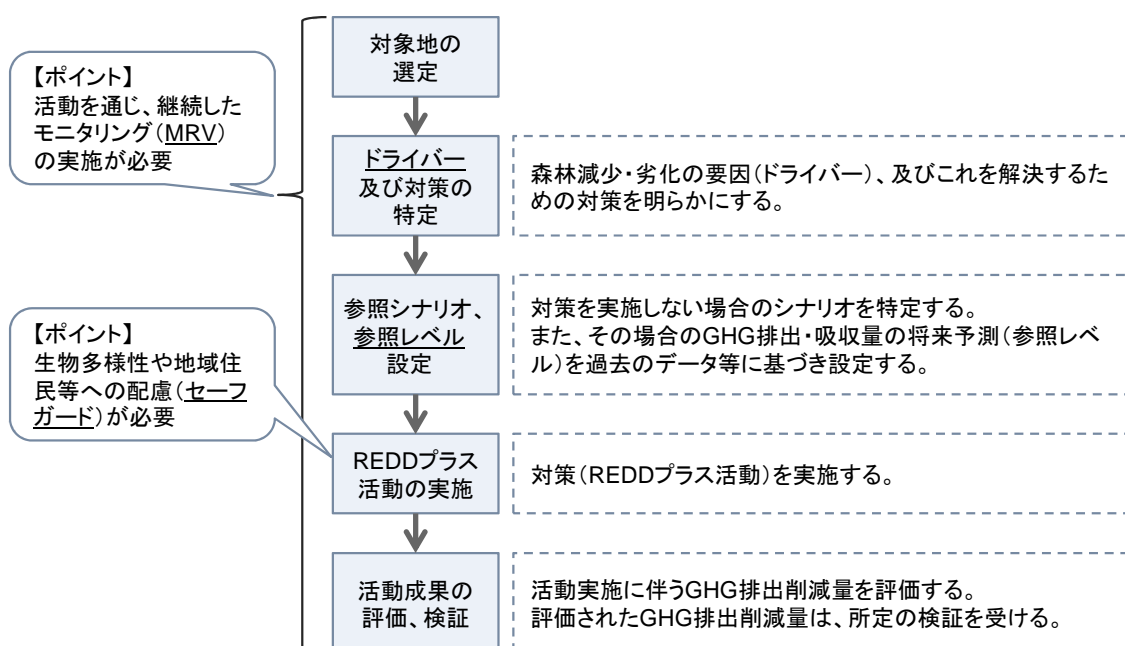 対象地の
選定
【ポイント】
活動を通じ、継続した
モニタリング(MRV)
の実施が必要
ドライバー
及び対策の
特定
森林減少・劣化の要因(ドライバー)、及びこれを解決するた
めの対策を明らかにする。
参照シナリオ、
参照レベル
設定
対策を実施しない場合のシナリオを特定する。
また、その場合のGHG排出・吸収量の将来予測(参照レベ
ル)を過去のデータ等に基づき設定する。
【ポイント】
生物多様性や地域住
民等への配慮(セーフ
ガード)が必要
REDDプラス
活動の実施
対策(REDDプラス活動)を実施する。
活動成果の
評価、検証
活動実施に伴うGHG排出削減量を評価する。
評価されたGHG排出削減量は、所定の検証を受ける。